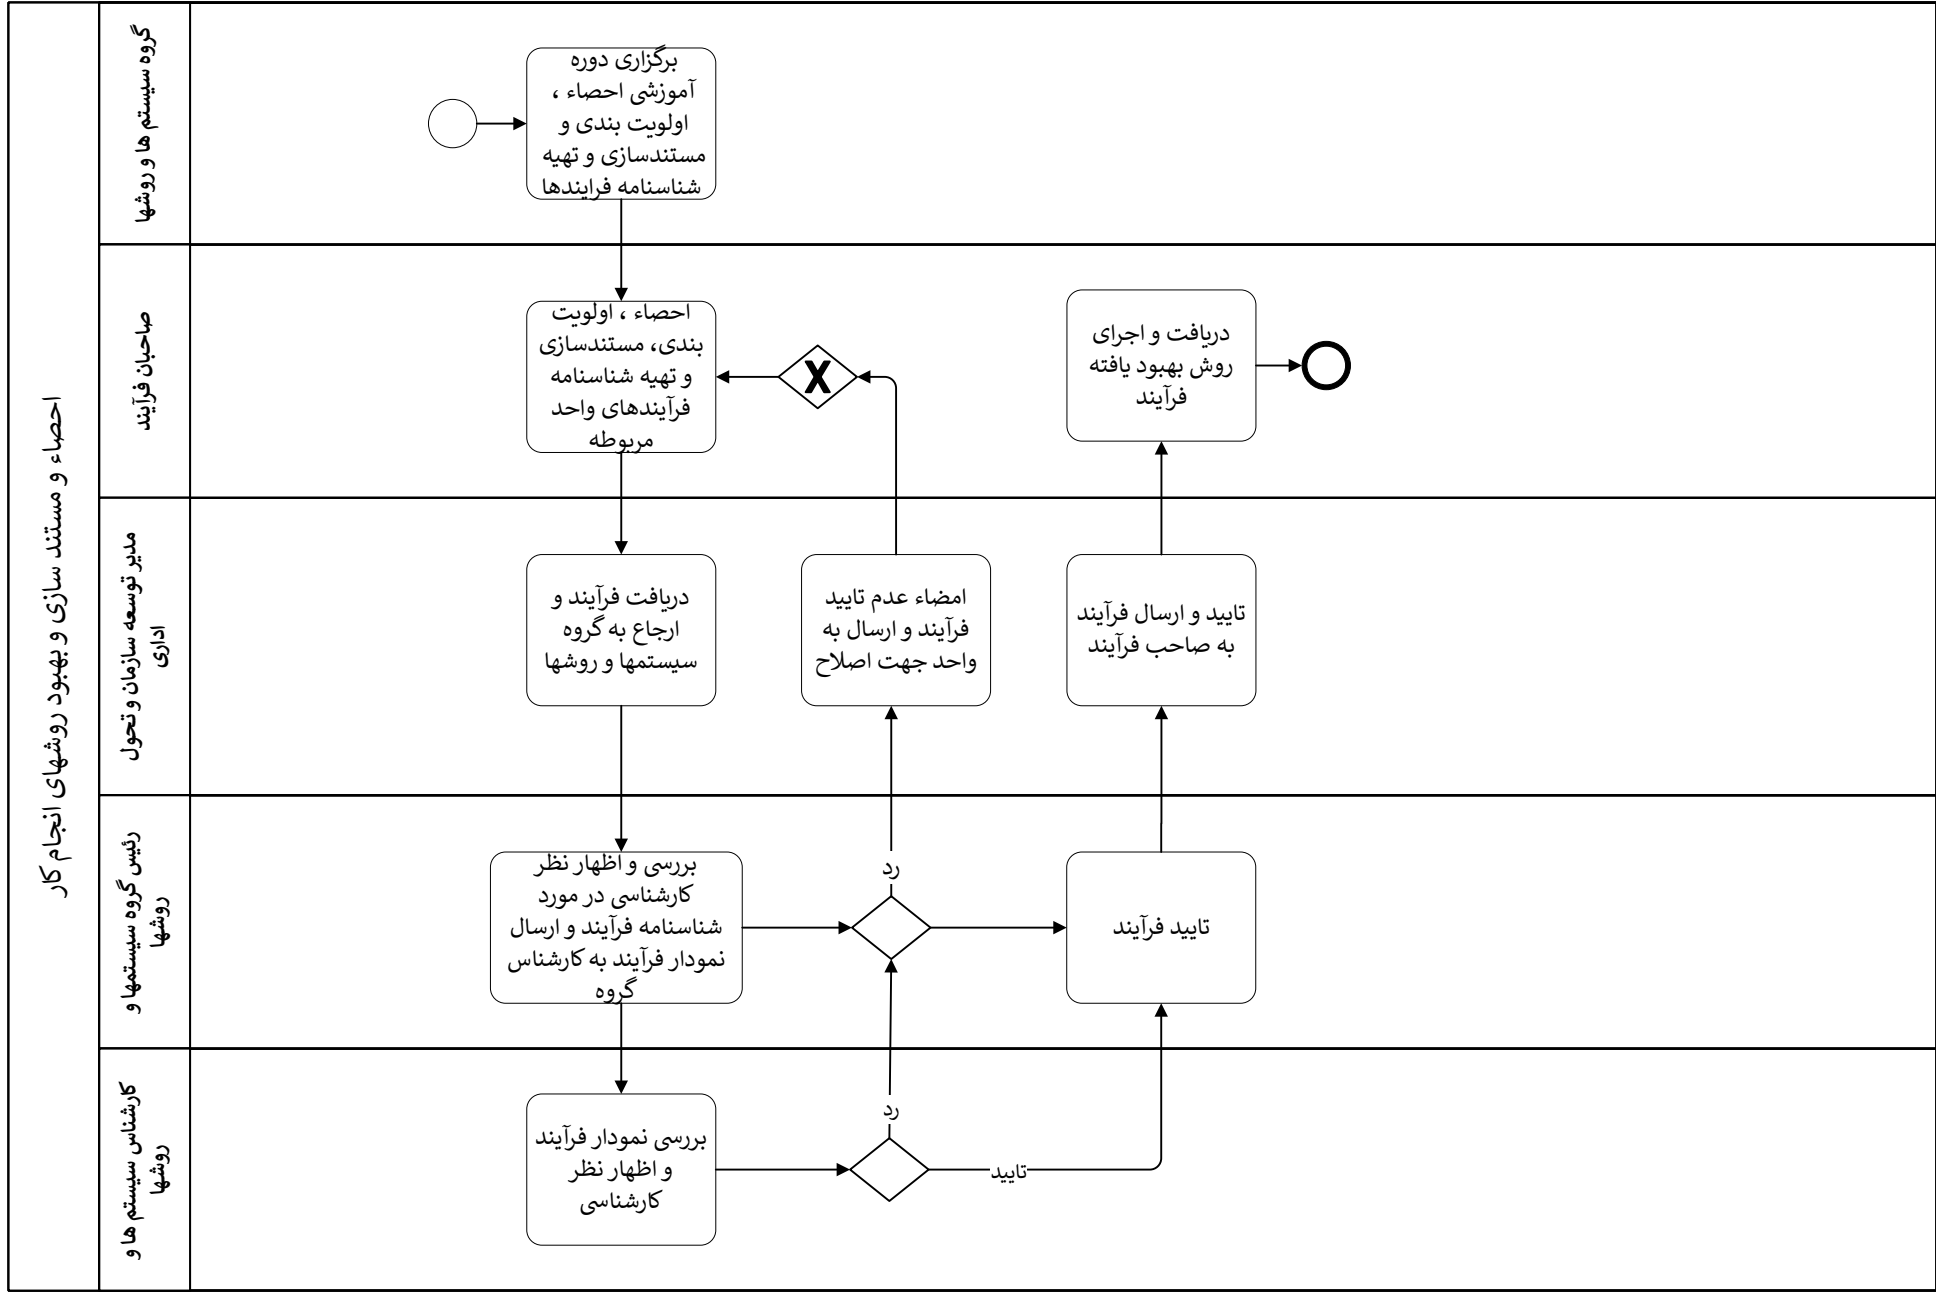 احصاء و مستند سازی و بهبود روشهای انجام کار
گروه سیستم ها و روشها
برگزاری دوره
آموزشی احصاء ،
اولویت بندی و
مستندسازی و تهیه
شناسنامه فرایندها
صاحبان فرآیند
احصاء ، اولویت
بندی، مستندسازی
و تهیه شناسنامه
فرآیندهای واحد
مربوطه
X
دریافت و اجرای
روش بهبود یافته
فرآیند
مدیر توسعه سازمان و تحول
اداری
دریافت فرآیند و
ارجاع به گروه
سیستمها و روشها
امضاء عدم تایید
فرآیند و ارسال به
واحد جهت اصلاح
تایید و ارسال فرآیند
به صاحب فرآیند
رئیس گروه سیستمها و
روشها
بررسی و اظهار نظر
کارشناسی در مورد
شناسنامه فرآیند و ارسال
نمودار فرآیند به کارشناس
گروه
رد
تایید فرآیند
کارشناس سیستم ها و
روشها
بررسی نمودار فرآیند
و اظهار نظر
کارشناسی
رد
تایید